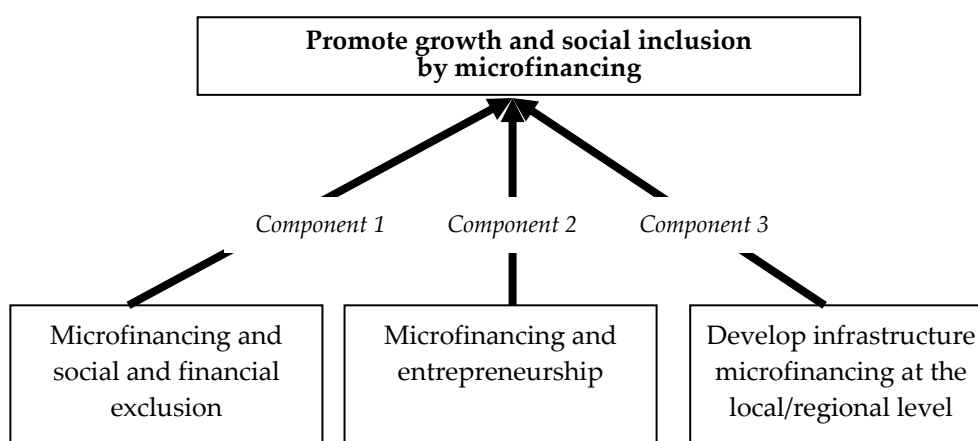 Promote growth and social inclusion
by microfinancing
Component 1
Component 2
Component 3
Microfinancing and
social and financial
exclusion
Microfinancing and
entrepreneurship
Develop infrastructure
microfinancing at the
local/regional level